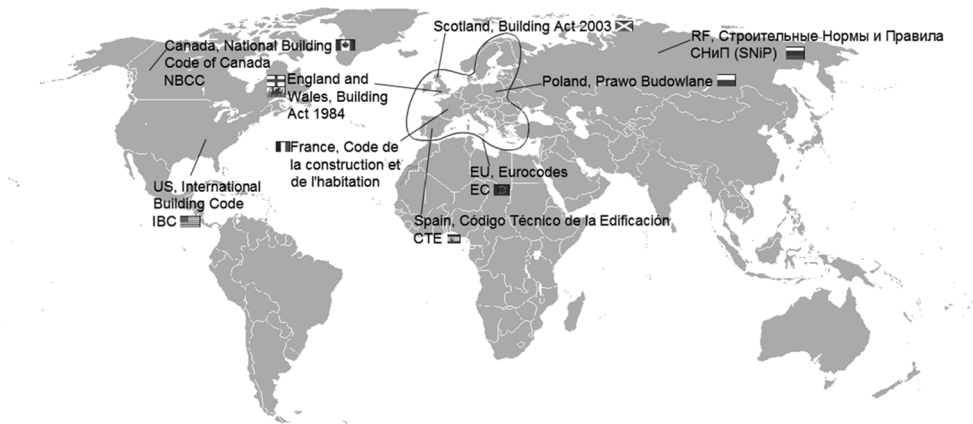 Scotland, Building Act 2003
Canada, National Building
Code of Canada
NBCC
RF, Строительные Нормы и Правила
СНиП (SNiP)
England and
Wales, Building
Act 1984
Poland, Prawo Budowlane
France, Code de
la construction et
de l'habitation
EU, Eurocodes
EC
US, International
Building Code
IBC
Spain, Código Técnico de la Edificación
CTE